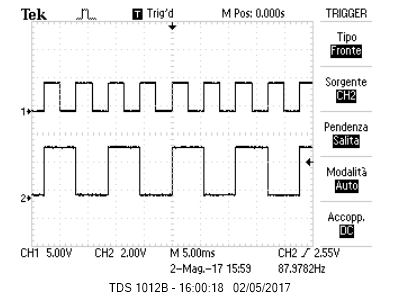 Tek T Trig'd M Pos: 0.000s TRIGGER
Tipo
Fronte
Sorgente
CH2
Pendenza
Salita
Modalità
Auto
Accopp.
DC
1
2
CH1 5.00V CH2 2.00V M 5.00ms CH2 2.55V
2-Mag.-17 15:59 87.9782Hz
TDS 1012B - 16:00:18 02/05/2017